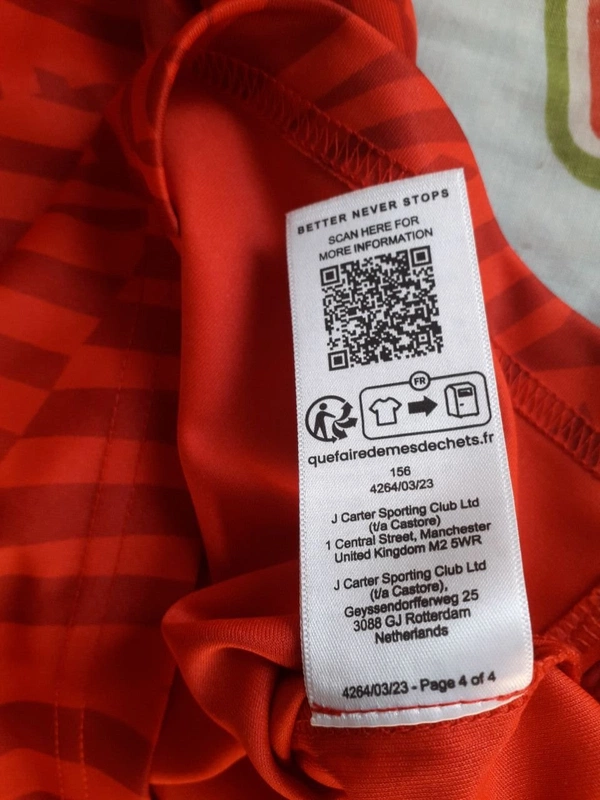 BETTER NEVER STOPS
SCAN HERE FOR
MORE INFORMATION
FR
quefairedemesdechets.fr
156
4264/03/23
J Carter Sporting Club Ltd
(t/a Castore)
1 Central Street, Manchester
United Kingdom M2 5WR
J Carter Sporting Club Ltd
(t/a Castore),
Geyssendorfferweg 25
3088 GJ Rotterdam
Netherlands
4264/03/23 - Page 4 of 4